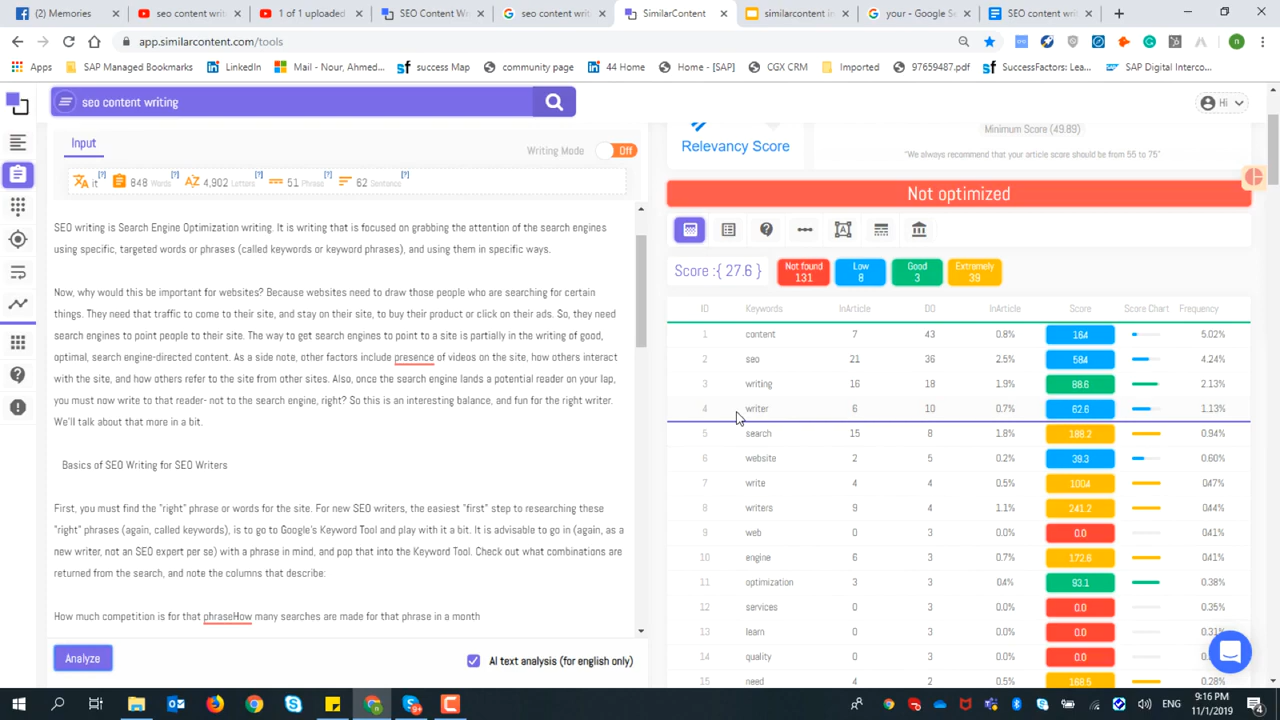 (2) Memories
seo content writ
1 of 1 uploaded
SEO Content Wr
seo content writ
SimilarContent
similarcontent in
your - Google Se
SEO content writ
app.similarcontent.com/tools
Apps
SAP Managed Bookmarks
LinkedIn
Mail - Nour, Ahmed...
success Map
community page
44 Home
Home - [SAP]
CGX CRM
Imported
97659487.pdf
SuccessFactors: Lea...
SAP Digital Interco...
seo content writing
Hi
Input
Writing Mode
Off
it [?]
848 Words [?]
4,902 Letters [?]
51 Phrase [?]
62 Sentence [?]
SEO writing is Search Engine Optimization writing. It is writing that is focused on grabbing the attention of the search engines
using specific, targeted words or phrases (called keywords or keyword phrases), and using them in specific ways.
Now, why would this be important for websites? Because websites need to draw those people who are searching for certain
things. They need that traffic to come to their site, and stay on their site, to buy their product or click on their ads. So, they need
search engines to point people to their site. The way to get search engines to point to a site is partially in the writing of good,
optimal, search engine-directed content. As a side note, other factors include presence of videos on the site, how others interact
with the site, and how others refer to the site from other sites. Also, once the search engine lands a potential reader on your lap,
you must now write to that reader- not to the search engine, right? So this is an interesting balance, and fun for the right writer.
We'll talk about that more in a bit.
Basics of SEO Writing for SEO Writers
First, you must find the "right" phrase or words for the site. For new SEO writers, the easiest "first" step to researching these
"right" phrases (again, called keywords), is to go to Google's Keyword Tool and play with it a bit. It is advisable to go in (again, as a
new writer, not an SEO expert per se) with a phrase in mind, and pop that into the Keyword Tool. Check out what combinations are
returned from the search, and note the columns that describe:
How much competition is for that phraseHow many searches are made for that phrase in a month
Analyze
AI text analysis (for english only)
Relevancy Score
Minimum Score (49.89)
"We always recommend that your article score should be from 55 to 75"
Not optimized
Score :{ 27.6 }
Not found 131
Low 8
Good 3
Extremely 39
ID Keywords InArticle DO InArticle Score Score Chart Frequency
1 content 7 43 0.8% 16.4 5.02%
2 seo 21 36 2.5% 58.4 4.24%
3 writing 16 18 1.9% 88.6 2.13%
4 writer 6 10 0.7% 62.6 1.13%
5 search 15 8 1.8% 188.2 0.94%
6 website 2 5 0.2% 39.3 0.60%
7 write 4 4 0.5% 100.4 0.47%
8 writers 9 4 1.1% 241.2 0.44%
9 web 0 3 0.0% 0.0 0.41%
10 engine 6 3 0.7% 172.8 0.41%
11 optimization 3 3 0.4% 93.1 0.38%
12 services 0 3 0.0% 0.0 0.35%
13 learn 0 3 0.0% 0.0 0.31%
14 quality 0 3 0.0% 0.0
15 need 4 2 0.5% 168.5 0.28%
ENG
9:16 PM
11/1/2019